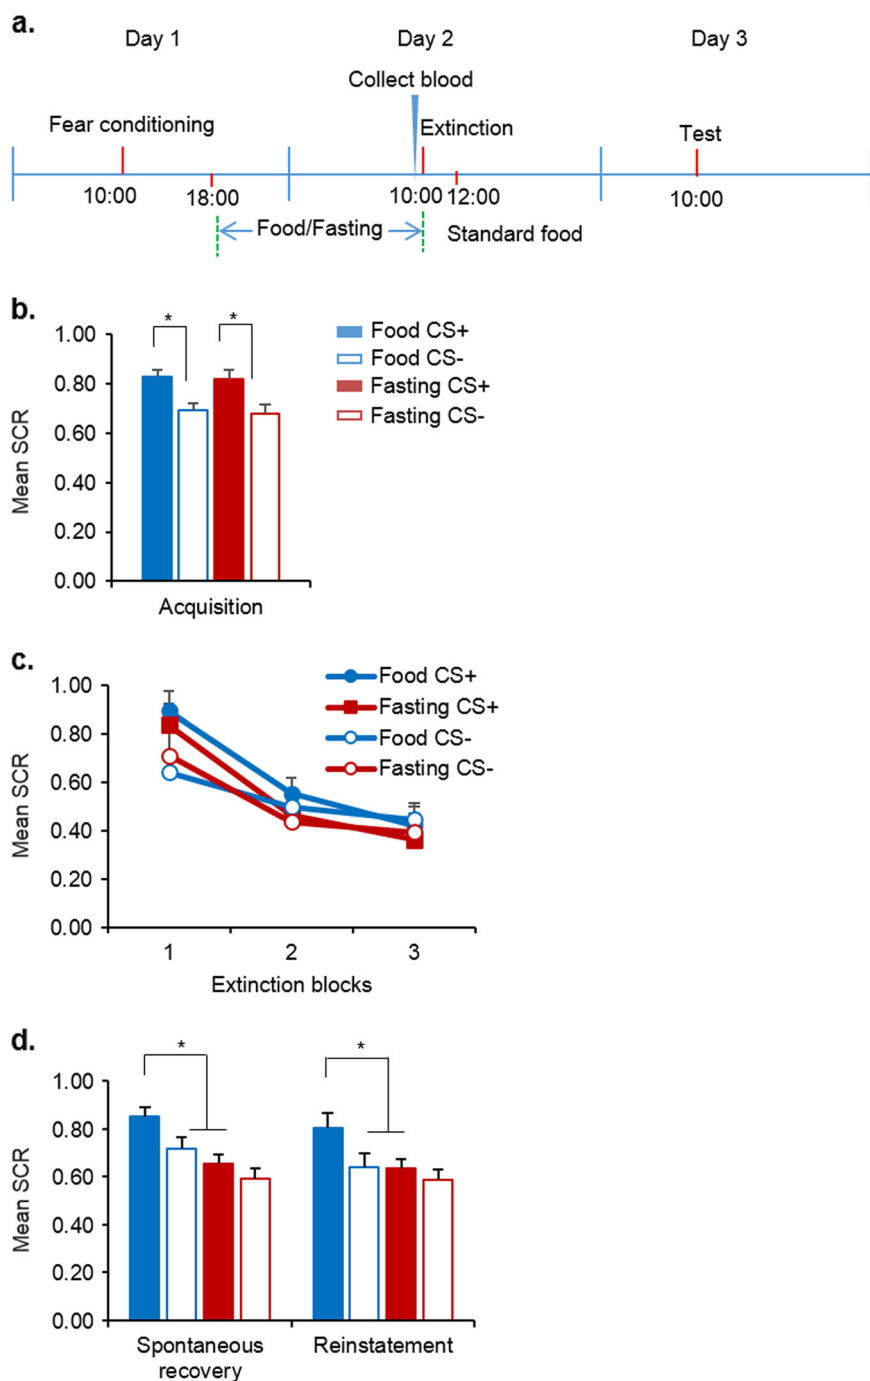 a.
Day 1
Day 2
Day 3
Collect blood
Fear conditioning
Extinction
Test
10:00
18:00
10:00
12:00
10:00
Food/Fasting
Standard food
b.
*
*
Food CS+
Food CS-
Fasting CS+
Fasting CS-
Mean SCR
1.00
0.80
0.60
0.40
0.20
0.00
Acquisition
c.
Food CS+
Fasting CS+
Food CS-
Fasting CS-
Mean SCR
1.00
0.80
0.60
0.40
0.20
0.00
1
2
3
Extinction blocks
d.
*
*
Mean SCR
1.00
0.80
0.60
0.40
0.20
0.00
Spontaneous
recovery
Reinstatement